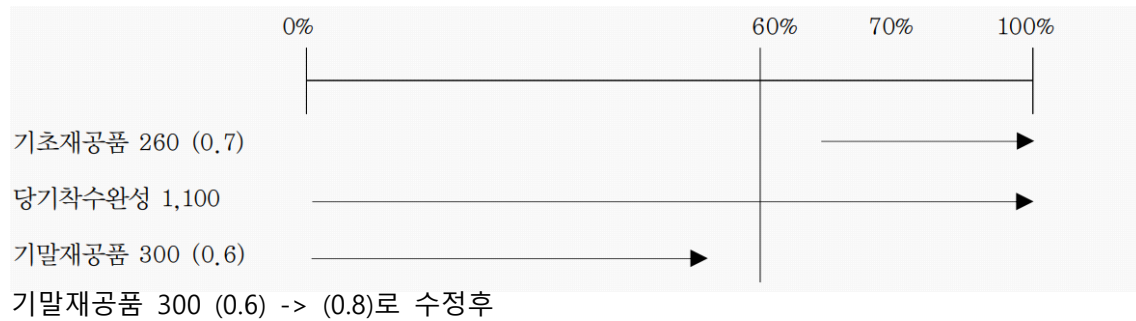 0% 60% 70% 100%
기초재공품 260 (0.7)
당기착수완성 1,100
기말재공품 300 (0.6)
기말재공품 300 (0.6) -> (0.8)로 수정후